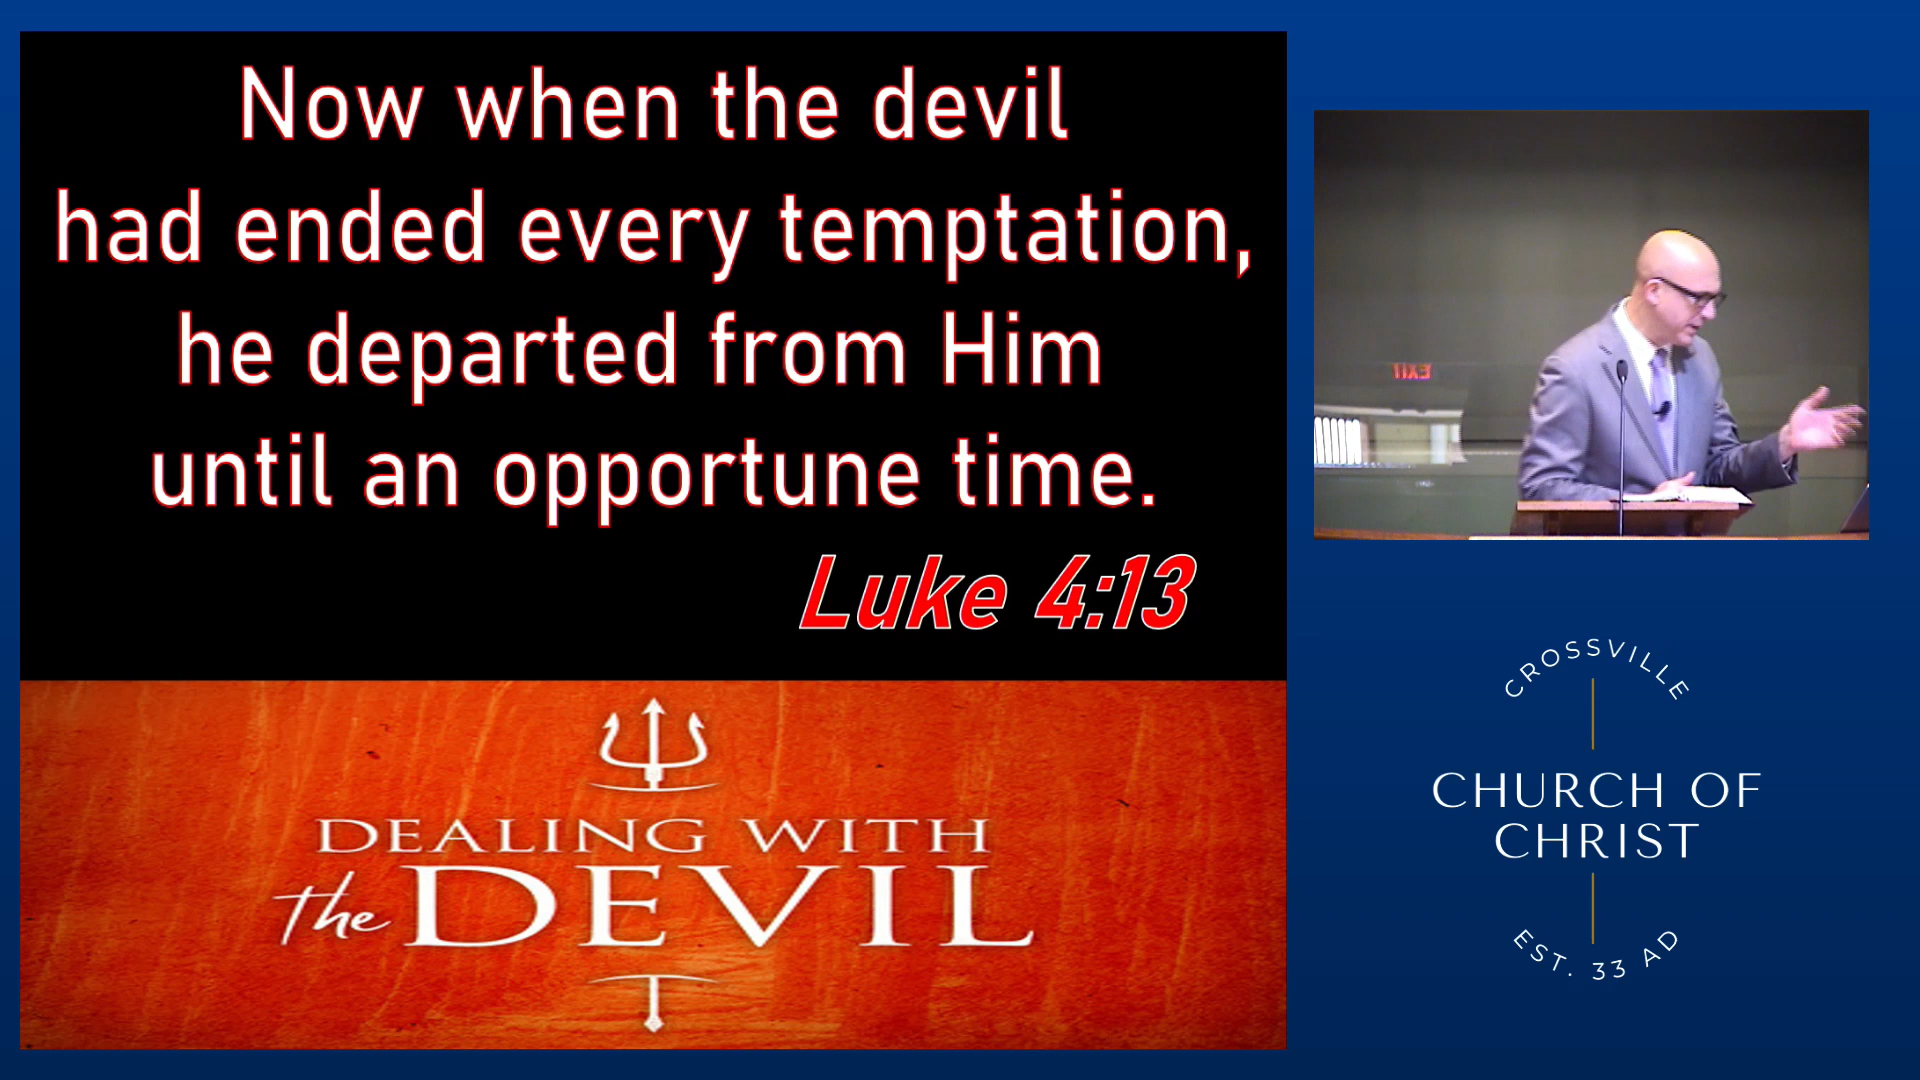 Now when the devil
had ended every temptation,
he departed from Him
until an opportune time.
Luke 4:13
DEALING WITH
the DEVIL
EXIT
CROSSVILLE
CHURCH OF
CHRIST
EST. 33 AD